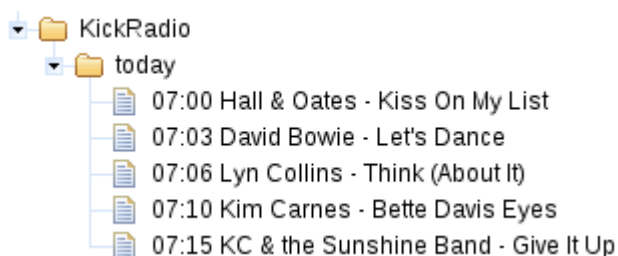 KickRadio
today
07:00 Hall & Oates - Kiss On My List
07:03 David Bowie - Let's Dance
07:06 Lyn Collins - Think (About It)
07:10 Kim Carnes - Bette Davis Eyes
07:15 KC & the Sunshine Band - Give It Up